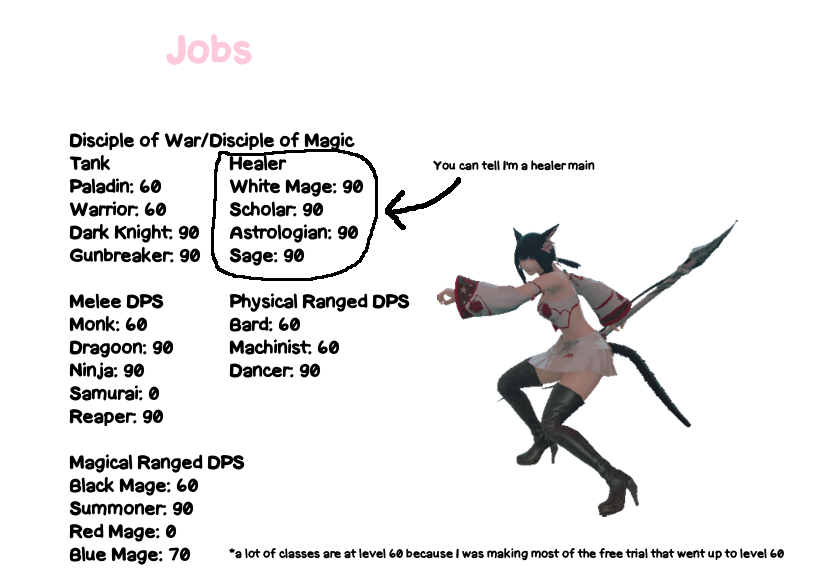 Jobs
Disciple of War/Disciple of Magic
Tank
Paladin: 60
Warrior: 60
Dark Knight: 90
Gunbreaker: 90
Healer
White Mage: 90
Scholar: 90
Astrologian: 90
Sage: 90
You can tell I'm a healer main
Melee DPS
Monk: 60
Dragoon: 90
Ninja: 90
Samurai: 0
Reaper: 90
Physical Ranged DPS
Bard: 60
Machinist: 60
Dancer: 90
Magical Ranged DPS
Black Mage: 60
Summoner: 90
Red Mage: 0
Blue Mage: 70
*a lot of classes are at level 60 because I was making most of the free trial that went up to level 60